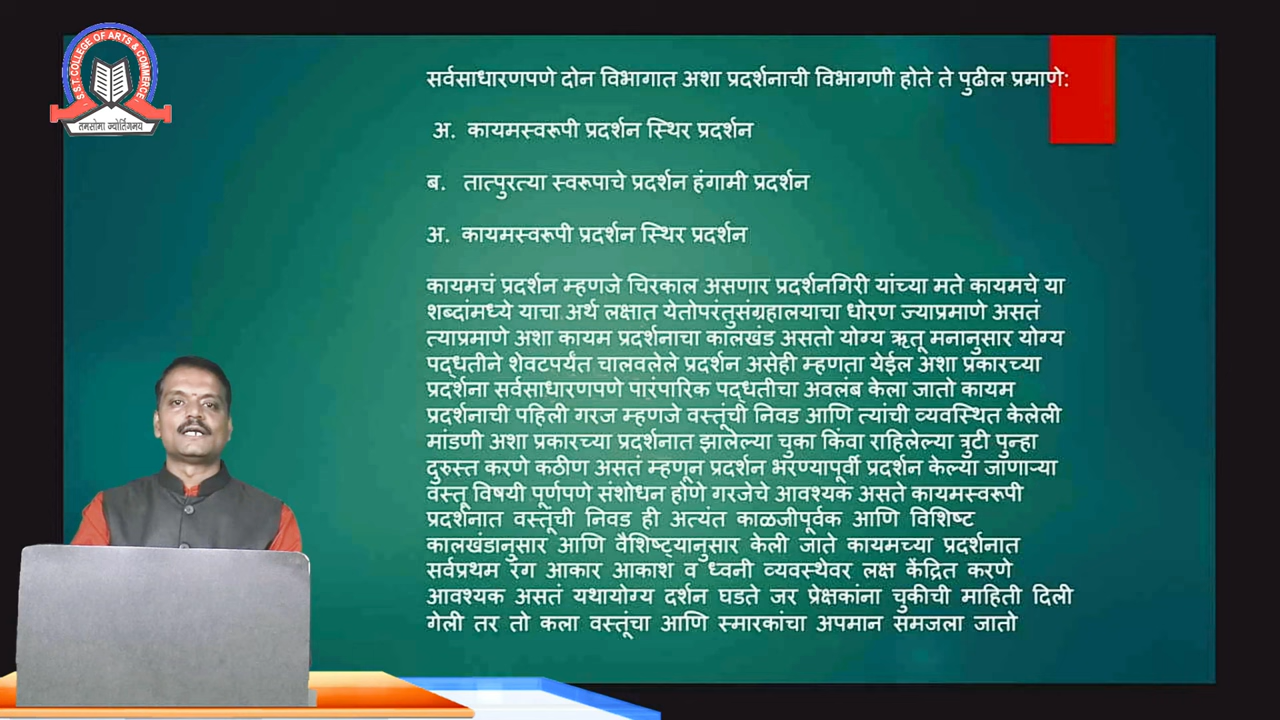 S.S.T. COLLEGE OF ARTS & COMMERCE
तमसोमा ज्योर्तिगमय
सर्वसाधारणपणे दोन विभागात अशा प्रदर्शनाची विभागणी होते ते पुढील प्रमाणे:
अ. कायमस्वरूपी प्रदर्शन स्थिर प्रदर्शन
ब. तात्पुरत्या स्वरूपाचे प्रदर्शन हंगामी प्रदर्शन
अ. कायमस्वरूपी प्रदर्शन स्थिर प्रदर्शन
कायमचं प्रदर्शन म्हणजे चिरकाल असणार प्रदर्शनगिरी यांच्या मते कायमचे या
शब्दांमध्ये याचा अर्थ लक्षात येतोपरंतुसंग्रहालयाचा धोरण ज्याप्रमाणे असतं
त्याप्रमाणे अशा कायम प्रदर्शनाचा कालखंड असतो योग्य ऋतू मनानुसार योग्य
पद्धतीने शेवटपर्यंत चालवलेले प्रदर्शन असेही म्हणता येईल अशा प्रकारच्या
प्रदर्शना सर्वसाधारणपणे पारंपारिक पद्धतीचा अवलंब केला जातो कायम
प्रदर्शनाची पहिली गरज म्हणजे वस्तूंची निवड आणि त्यांची व्यवस्थित केलेली
मांडणी अशा प्रकारच्या प्रदर्शनात झालेल्या चुका किंवा राहिलेल्या त्रुटी पुन्हा
दुरुस्त करणे कठीण असतं म्हणून प्रदर्शन भरण्यापूर्वी प्रदर्शन केल्या जाणाऱ्या
वस्तू विषयी पूर्णपणे संशोधन होणे गरजेचे आवश्यक असते कायमस्वरूपी
प्रदर्शनात वस्तूंची निवड ही अत्यंत काळजीपूर्वक आणि विशिष्ट
कालखंडानुसार आणि वैशिष्ट्यानुसार केली जाते कायमच्या प्रदर्शनात
सर्वप्रथम रंग आकार आकाश व ध्वनी व्यवस्थेवर लक्ष केंद्रित करणे
आवश्यक असतं यथायोग्य दर्शन घडते जर प्रेक्षकांना चुकीची माहिती दिली
गेली तर तो कला वस्तूंचा आणि स्मारकांचा अपमान समजला जातो